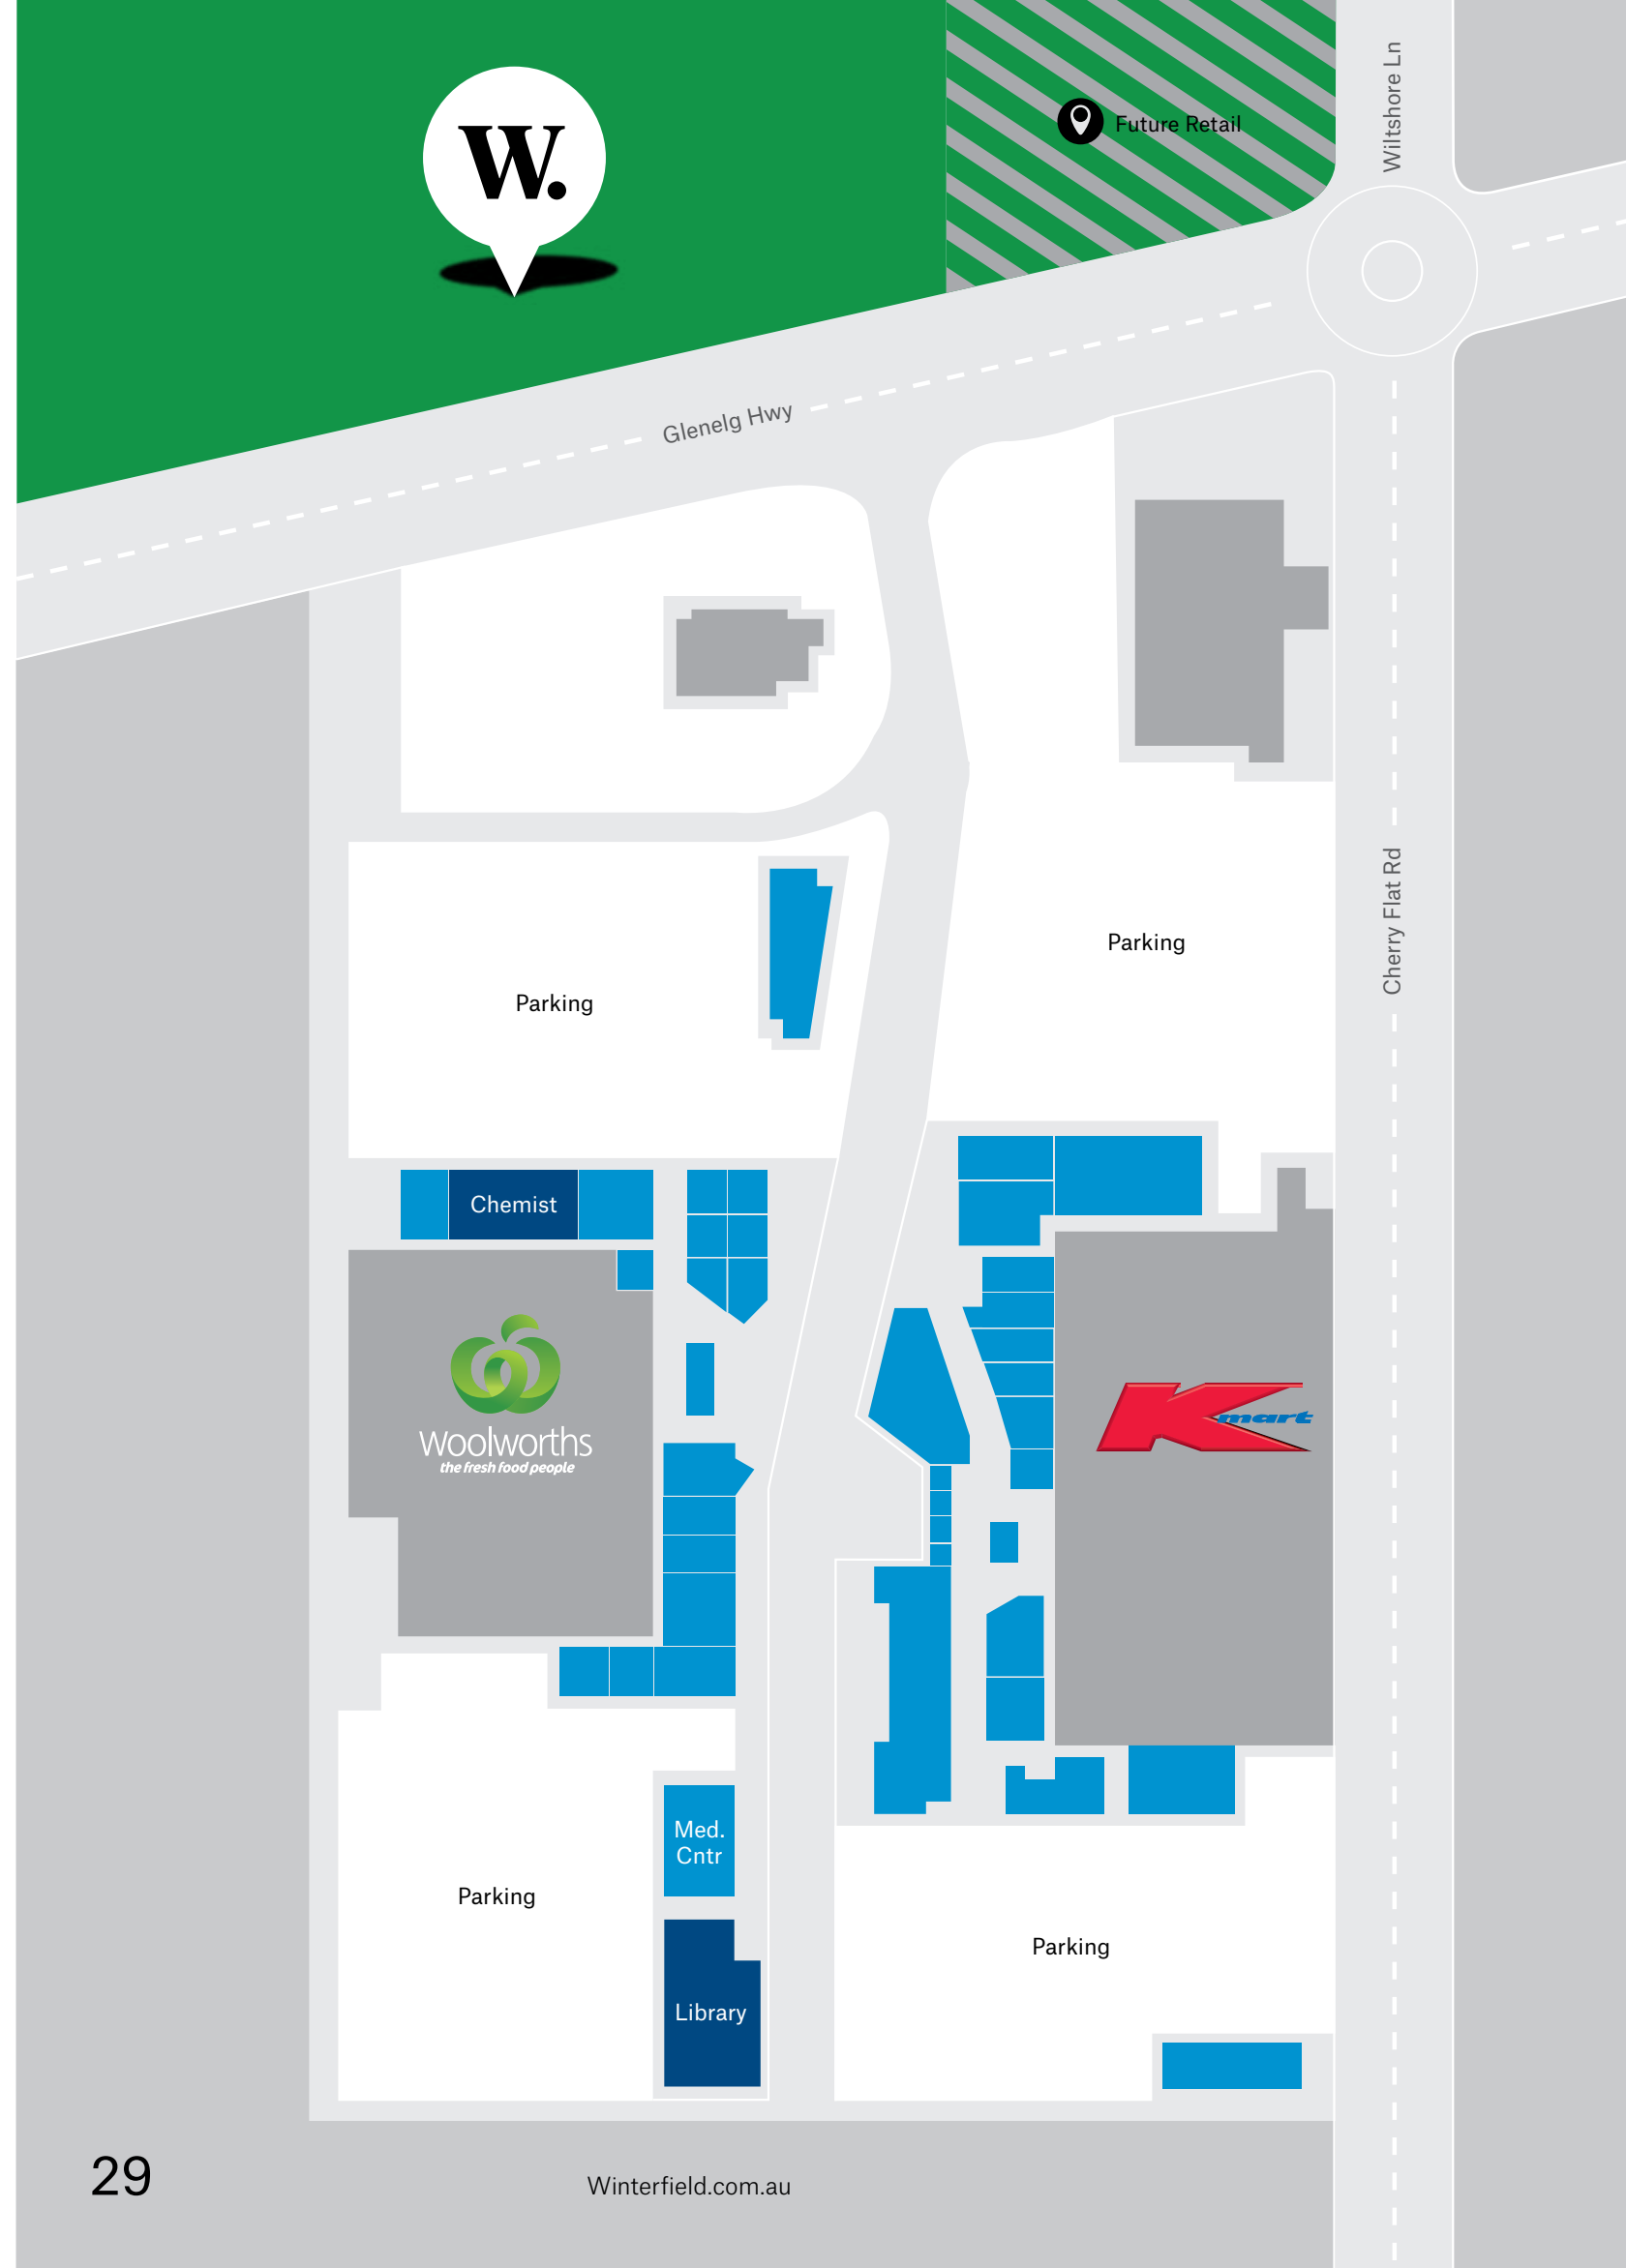 W.
Future Retail
Wiltshore Ln
Glenelg Hwy
Cherry Flat Rd
Parking
Parking
Chemist
Woolworths
the fresh food people
Kmart
Med.
Cntr
Parking
Parking
Library
29
Winterfield.com.au